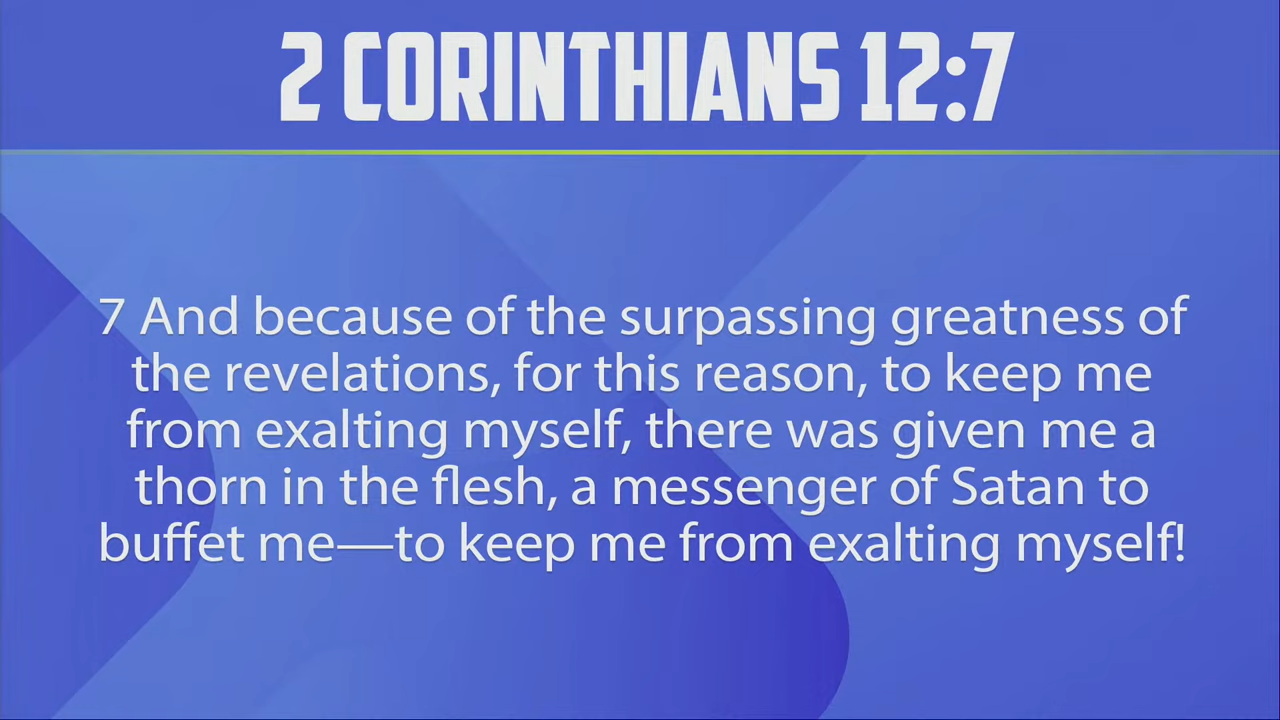 2 CORINTHIANS 12:7
7 And because of the surpassing greatness of
the revelations, for this reason, to keep me
from exalting myself, there was given me a
thorn in the flesh, a messenger of Satan to
buffet me—to keep me from exalting myself!